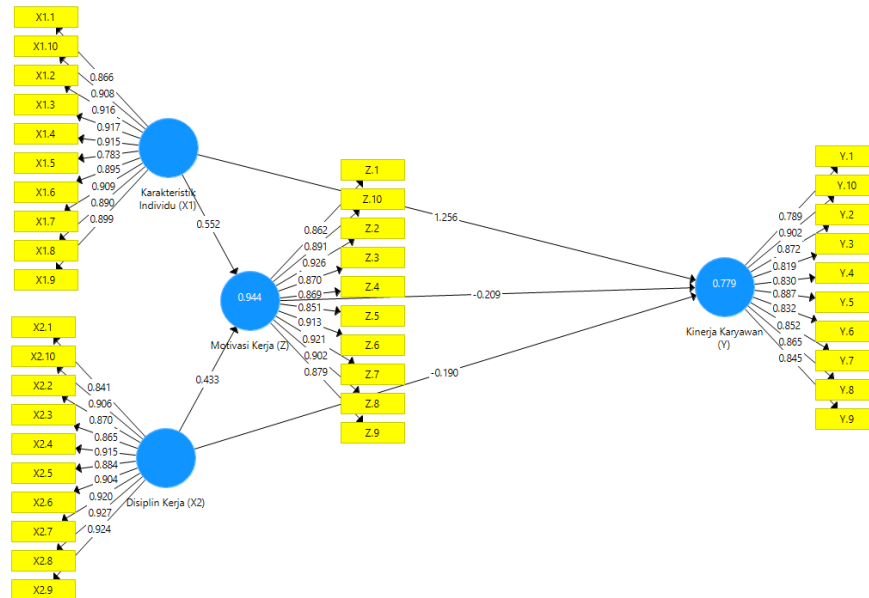 X1.1
X1.10
X1.2
X1.3
X1.4
X1.5
X1.6
X1.7
X1.8
X1.9
0.866
0.908
0.916
0.917
0.915
0.783
0.895
0.909
0.890
0.899
Karakteristik
Individu (X1)
0.552
1.256
X2.1
X2.10
X2.2
X2.3
X2.4
X2.5
X2.6
X2.7
X2.8
X2.9
0.841
0.906
0.870
0.865
0.915
0.884
0.904
0.920
0.927
0.924
Disiplin Kerja (X2)
0.433
-0.190
0.944
Motivasi Kerja (Z)
-0.209
0.862
0.891
0.926
0.870
0.869
0.851
0.913
0.921
0.902
0.879
Z.1
Z.10
Z.2
Z.3
Z.4
Z.5
Z.6
Z.7
Z.8
Z.9
0.779
Kinerja Karyawan
(Y)
0.789
0.902
0.872
0.819
0.830
0.887
0.832
0.852
0.865
0.845
Y.1
Y.10
Y.2
Y.3
Y.4
Y.5
Y.6
Y.7
Y.8
Y.9